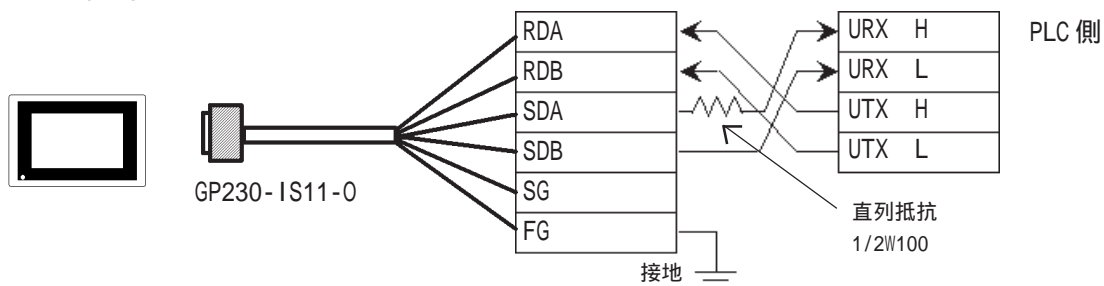 RDA
RDB
SDA
SDB
SG
FG
URX H
URX L
UTX H
UTX L
PLC 側
GP230-IS11-O
直列抵抗
1/2W100
接地